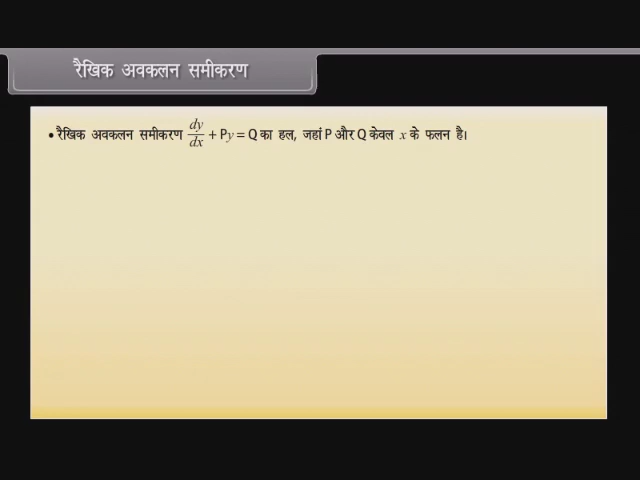 रैखिक अवकलन समीकरण
• रैखिक अवकलन समीकरण dy/dx + Py = Q का हल, जहां P और Q केवल x के फलन है।